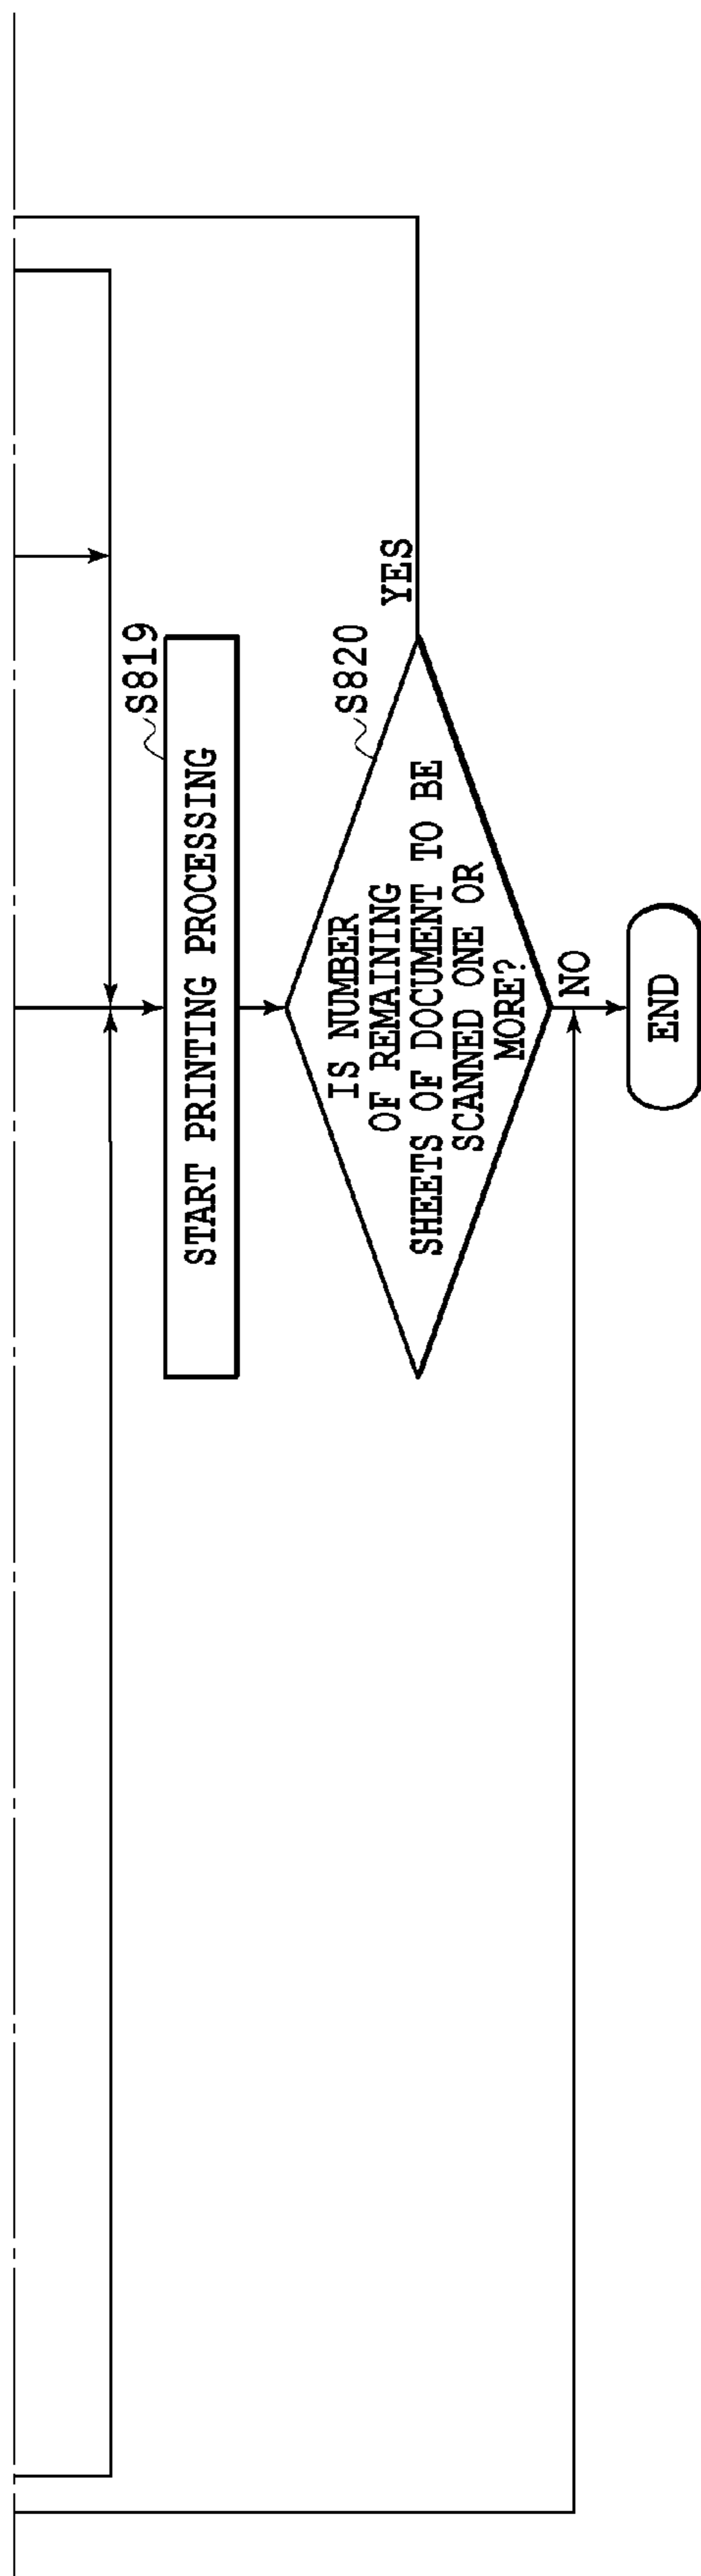 S819
START PRINTING PROCESSING
S820
IS NUMBER
OF REMAINING
SHEETS OF DOCUMENT TO BE
SCANNED ONE OR
MORE?
YES
NO
END